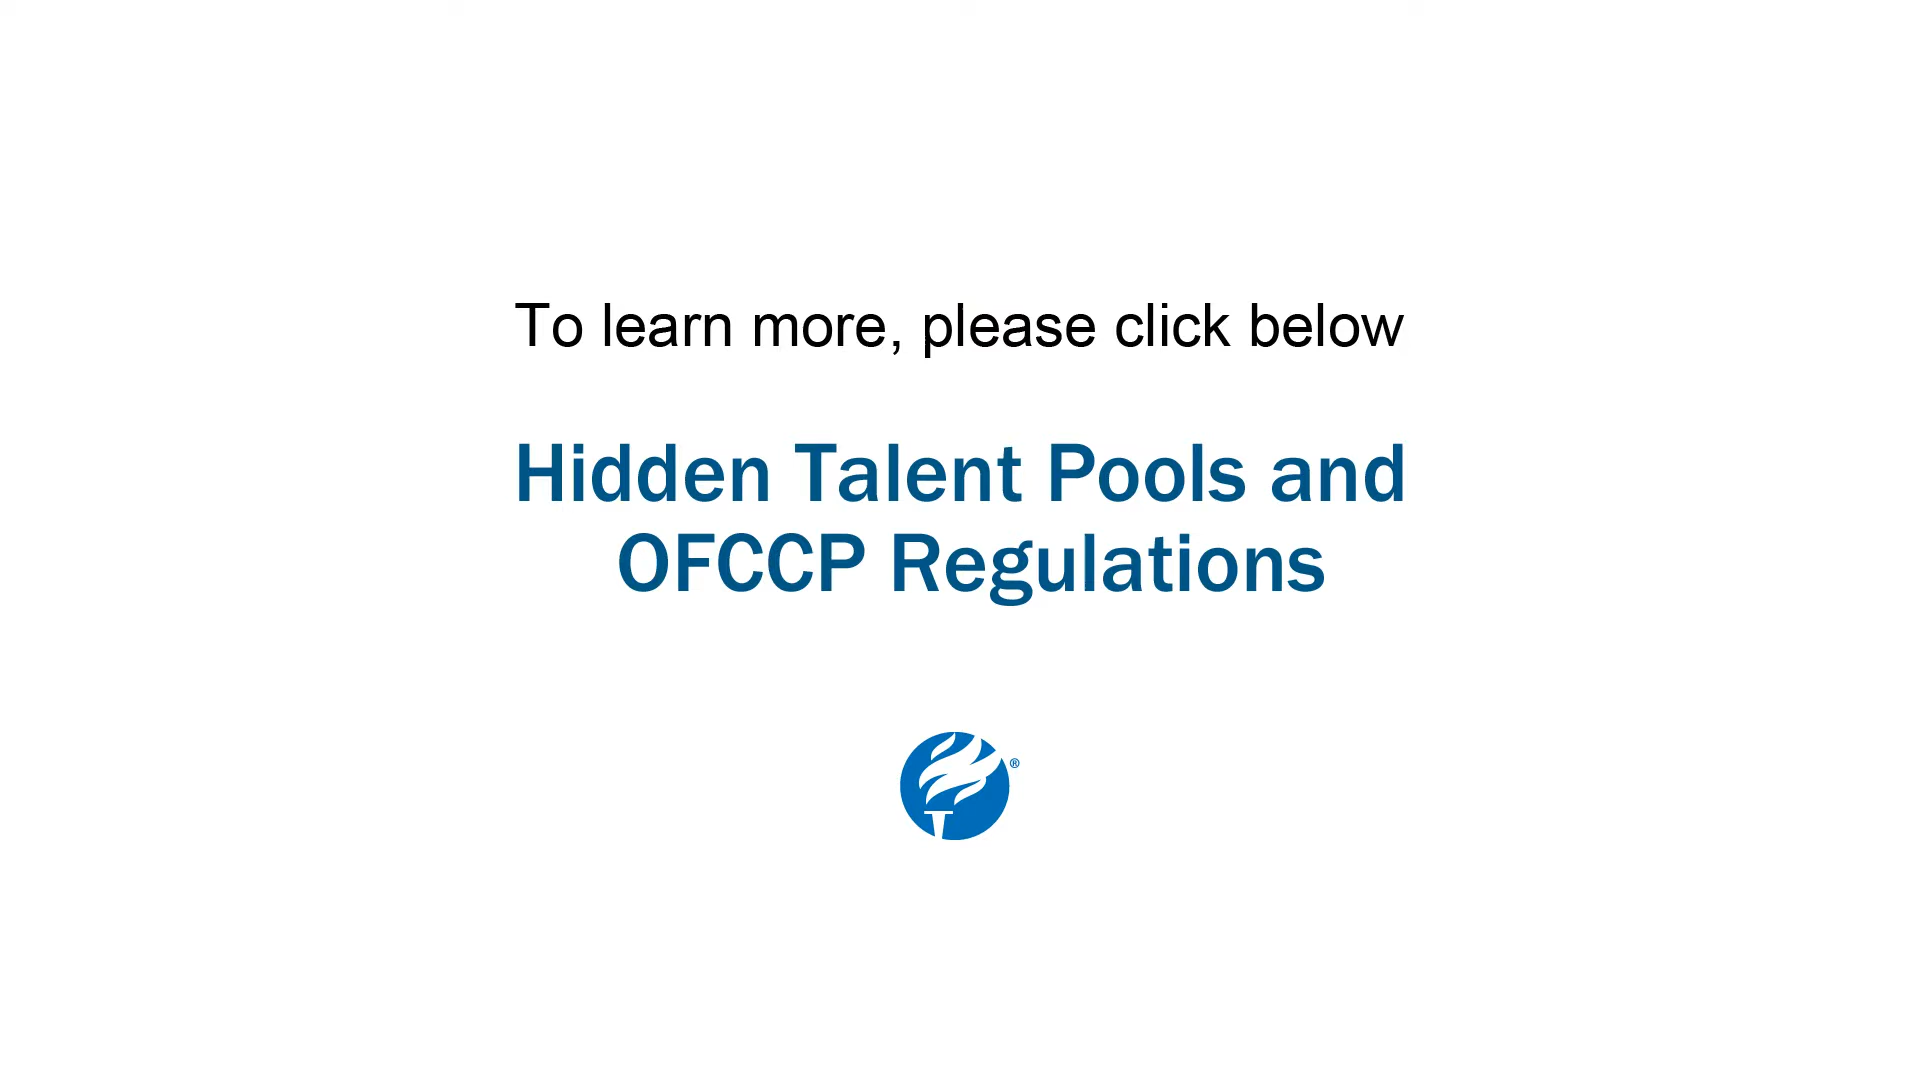 To learn more, please click below
Hidden Talent Pools and
OFCCP Regulations
®